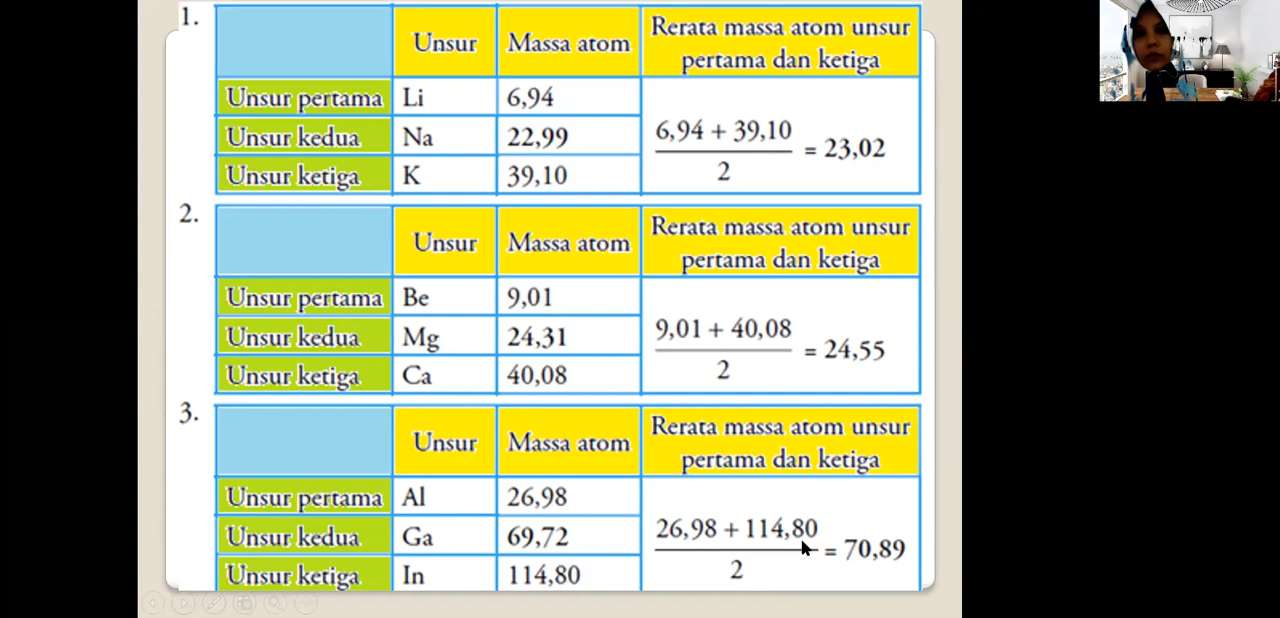 1.
Unsur Massa atom Rerata massa atom unsur
pertama dan ketiga
Unsur pertama Li 6,94
Unsur kedua Na 22,99
Unsur ketiga K 39,10
6,94 + 39,10
2
= 23,02
2.
Unsur Massa atom Rerata massa atom unsur
pertama dan ketiga
Unsur pertama Be 9,01
Unsur kedua Mg 24,31
Unsur ketiga Ca 40,08
9,01 + 40,08
2
= 24,55
3.
Unsur Massa atom Rerata massa atom unsur
pertama dan ketiga
Unsur pertama Al 26,98
Unsur kedua Ga 69,72
Unsur ketiga In 114,80
26,98 + 114,80
2
= 70,89